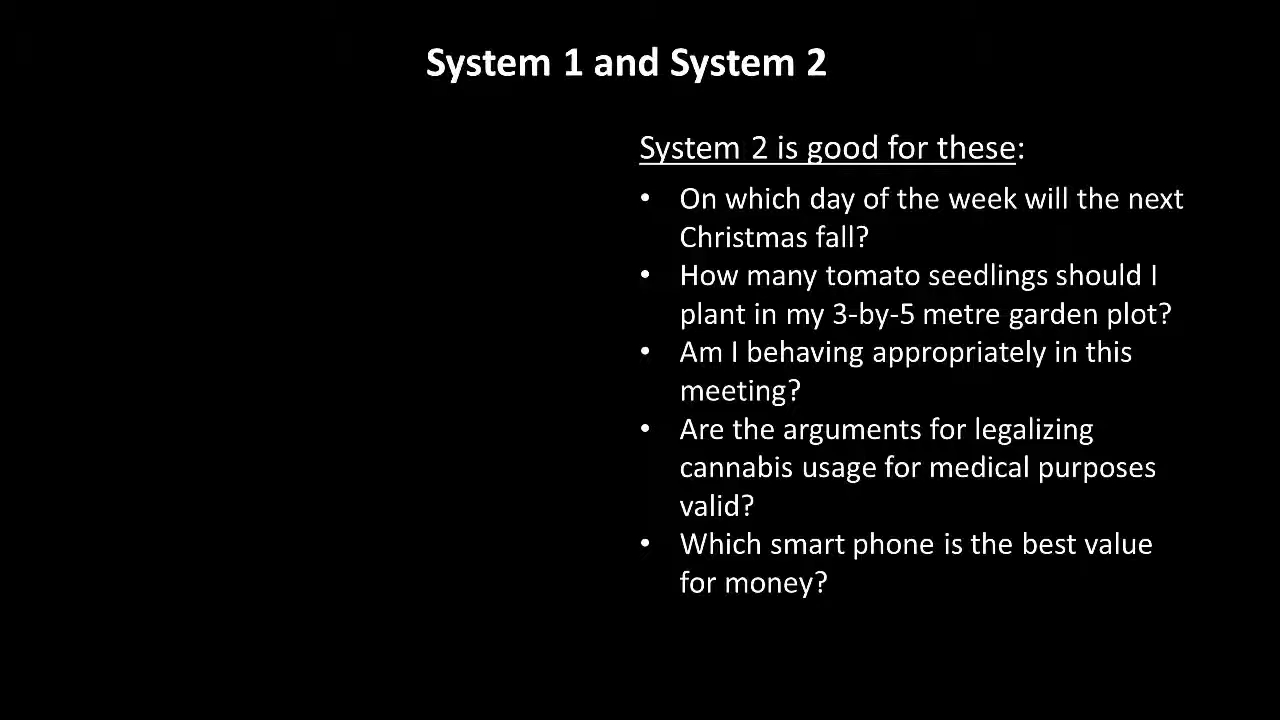 System 1 and System 2
System 2 is good for these:
• On which day of the week will the next
Christmas fall?
• How many tomato seedlings should I
plant in my 3-by-5 metre garden plot?
• Am I behaving appropriately in this
meeting?
• Are the arguments for legalizing
cannabis usage for medical purposes
valid?
• Which smart phone is the best value
for money?